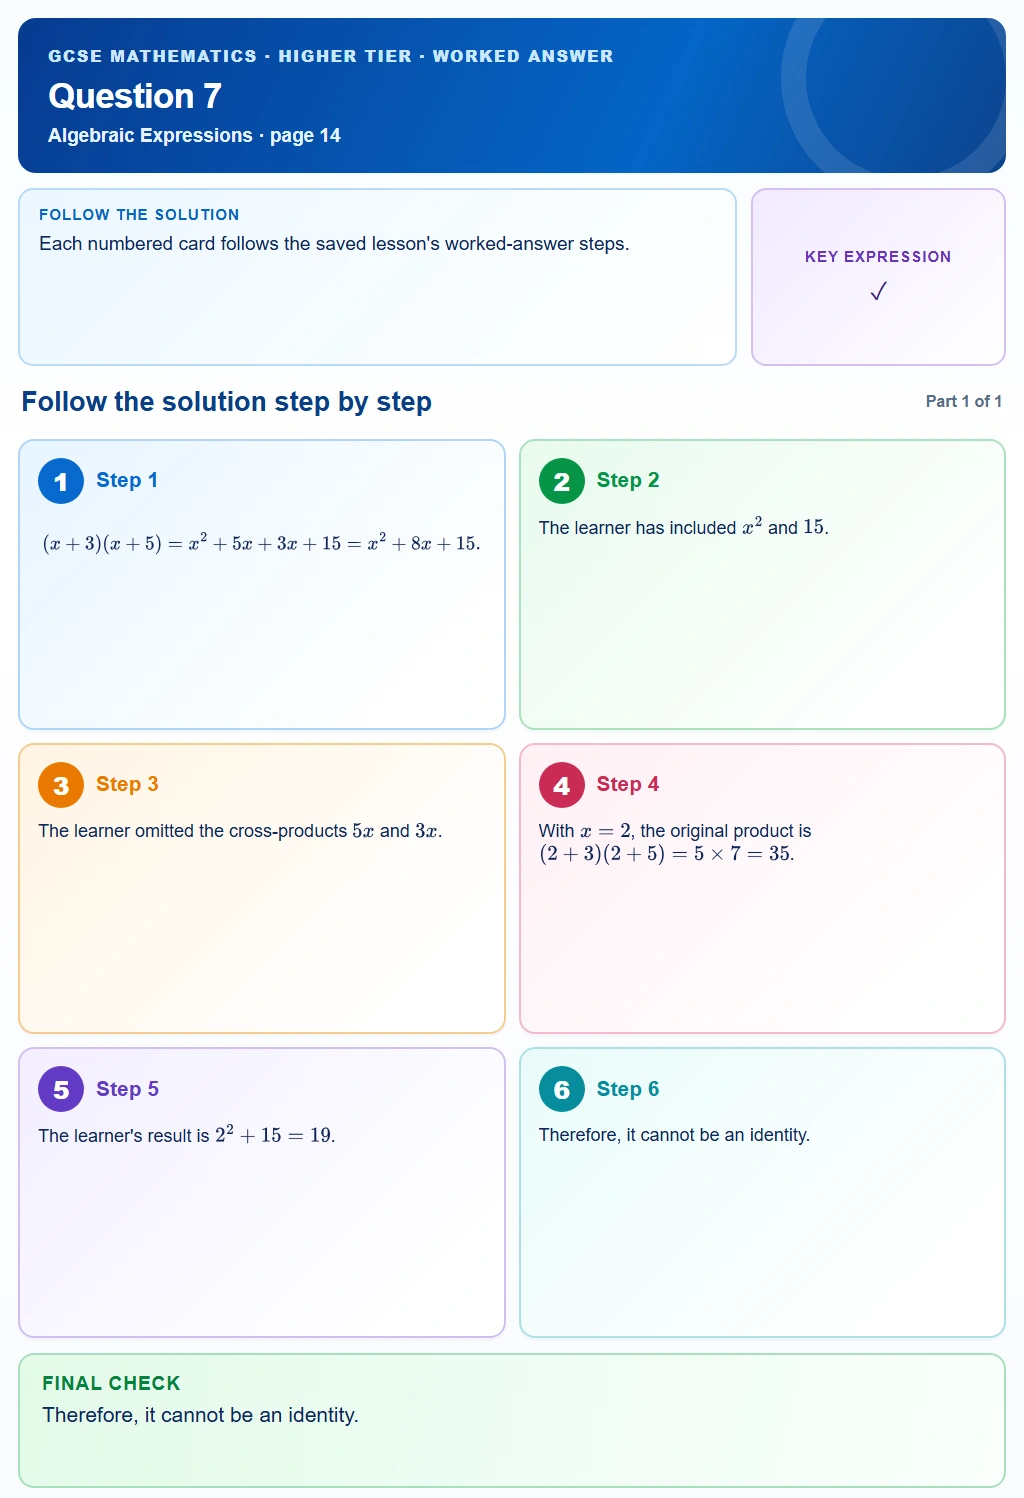 GCSE MATHEMATICS · HIGHER TIER · WORKED ANSWER
Question 7
Algebraic Expressions · page 14
FOLLOW THE SOLUTION
Each numbered card follows the saved lesson's worked-answer steps.
KEY EXPRESSION
✓
Follow the solution step by step
Part 1 of 1
1 Step 1
(x + 3)(x + 5) = x² + 5x + 3x + 15 = x² + 8x + 15.
2 Step 2
The learner has included x² and 15.
3 Step 3
The learner omitted the cross-products 5x and 3x.
4 Step 4
With x = 2, the original product is
(2 + 3)(2 + 5) = 5 × 7 = 35.
5 Step 5
The learner's result is 2² + 15 = 19.
6 Step 6
Therefore, it cannot be an identity.
FINAL CHECK
Therefore, it cannot be an identity.